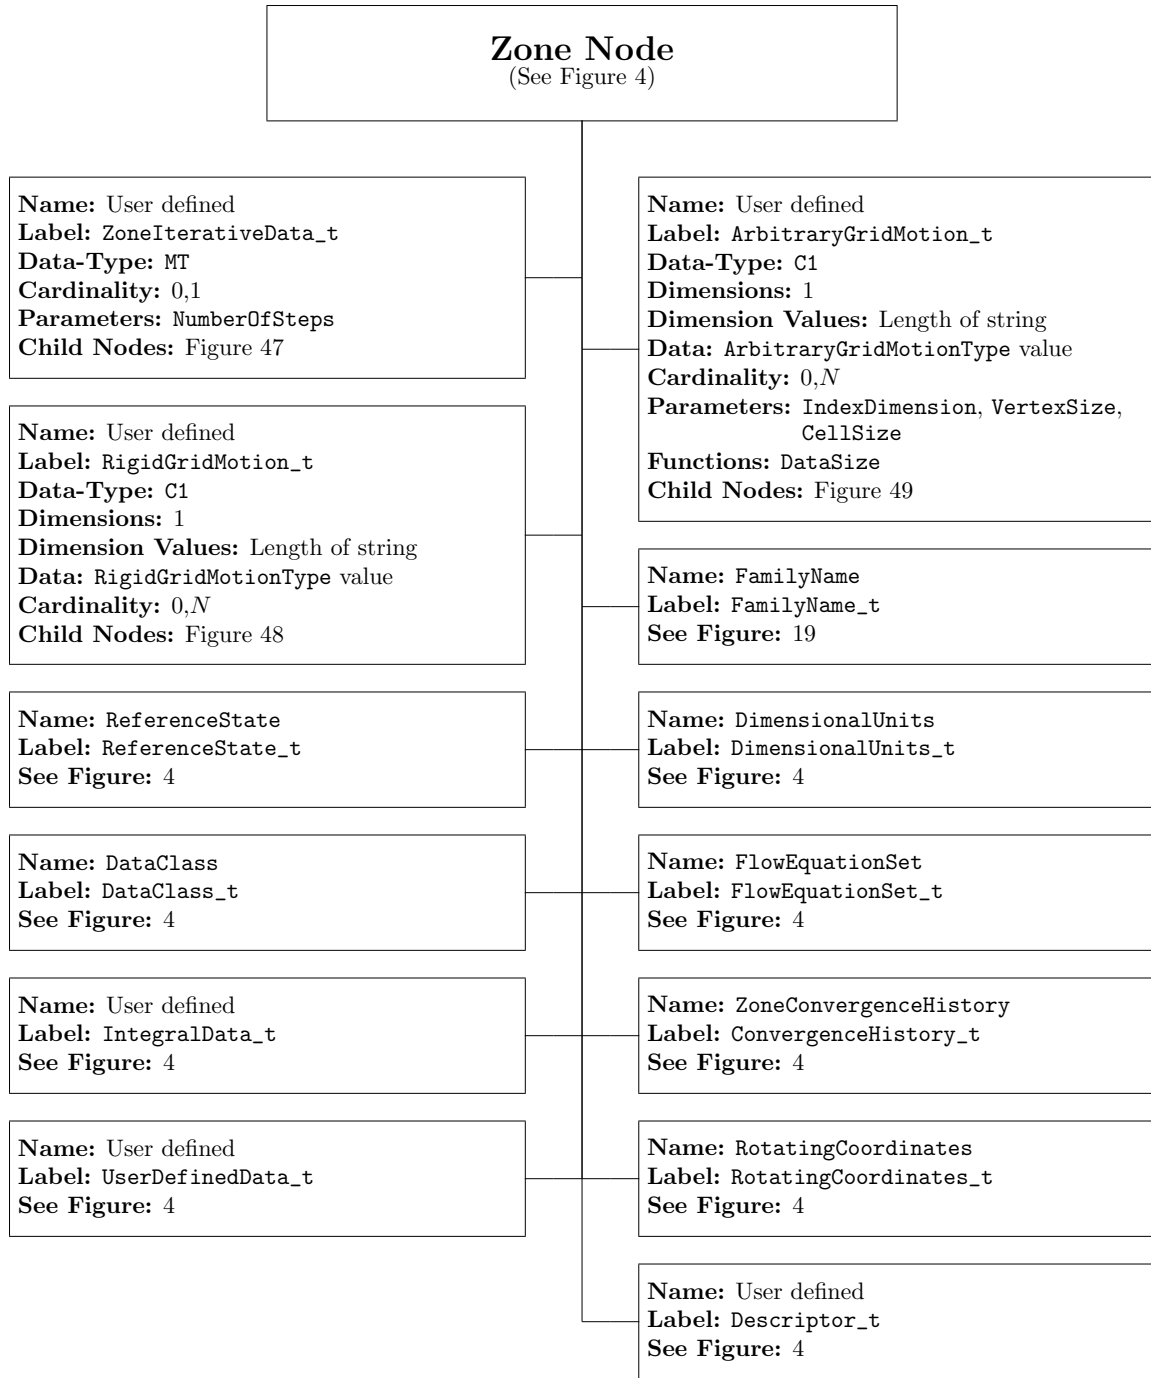 Zone Node
(See Figure 4)
Name: User defined
Label: ZoneIterativeData_t
Data-Type: MT
Cardinality: 0,1
Parameters: NumberOfSteps
Child Nodes: Figure 47
Name: User defined
Label: RigidGridMotion_t
Data-Type: C1
Dimensions: 1
Dimension Values: Length of string
Data: RigidGridMotionType value
Cardinality: 0,N
Child Nodes: Figure 48
Name: ReferenceState
Label: ReferenceState_t
See Figure: 4
Name: DataClass
Label: DataClass_t
See Figure: 4
Name: User defined
Label: IntegralData_t
See Figure: 4
Name: User defined
Label: UserDefinedData_t
See Figure: 4
Name: User defined
Label: ArbitraryGridMotion_t
Data-Type: C1
Dimensions: 1
Dimension Values: Length of string
Data: ArbitraryGridMotionType value
Cardinality: 0,N
Parameters: IndexDimension, VertexSize,
CellSize
Functions: DataSize
Child Nodes: Figure 49
Name: FamilyName
Label: FamilyName_t
See Figure: 19
Name: DimensionalUnits
Label: DimensionalUnits_t
See Figure: 4
Name: FlowEquationSet
Label: FlowEquationSet_t
See Figure: 4
Name: ZoneConvergenceHistory
Label: ConvergenceHistory_t
See Figure: 4
Name: RotatingCoordinates
Label: RotatingCoordinates_t
See Figure: 4
Name: User defined
Label: Descriptor_t
See Figure: 4